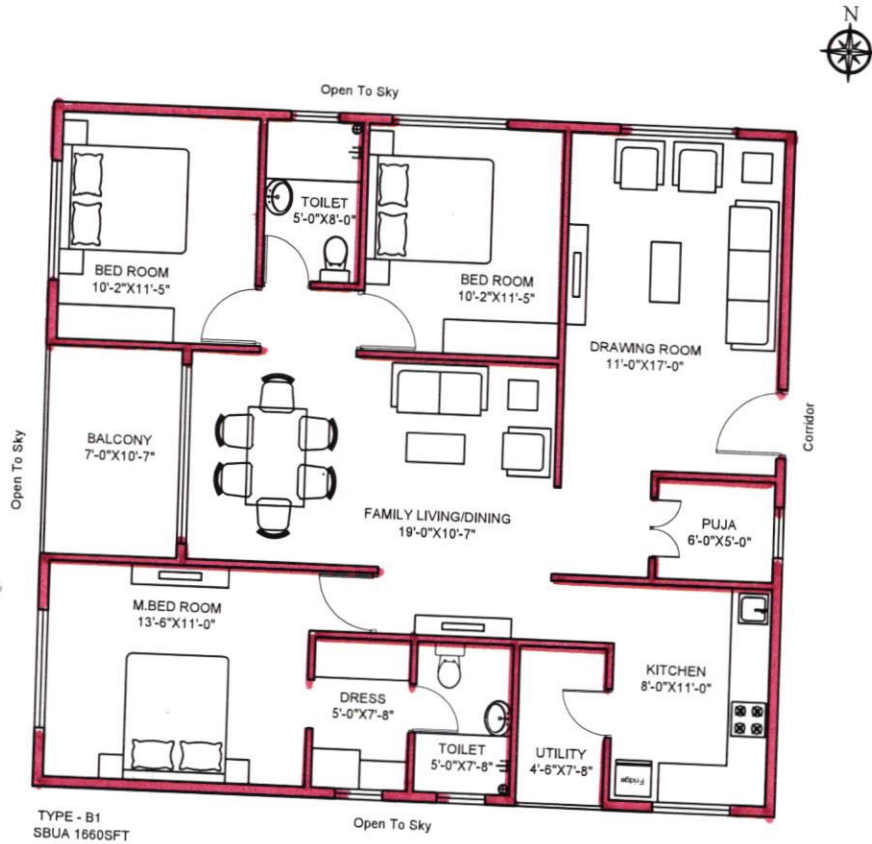 N
Open To Sky
TOILET
5'-0"X8'-0"
BED ROOM
10'-2"X11'-5"
BED ROOM
10'-2"X11'-5"
DRAWING ROOM
11'-0"X17'-0"
Corridor
Open To Sky
BALCONY
7'-0"X10'-7"
FAMILY LIVING/DINING
19'-0"X10'-7"
PUJA
6'-0"X5'-0"
M.BED ROOM
13'-6"X11'-0"
KITCHEN
8'-0"X11'-0"
DRESS
5'-0"X7'-8"
TOILET
5'-0"X7'-8"
UTILITY
4'-6"X7'-8"
Fridge
TYPE - B1
SBUA 1660SFT
Open To Sky